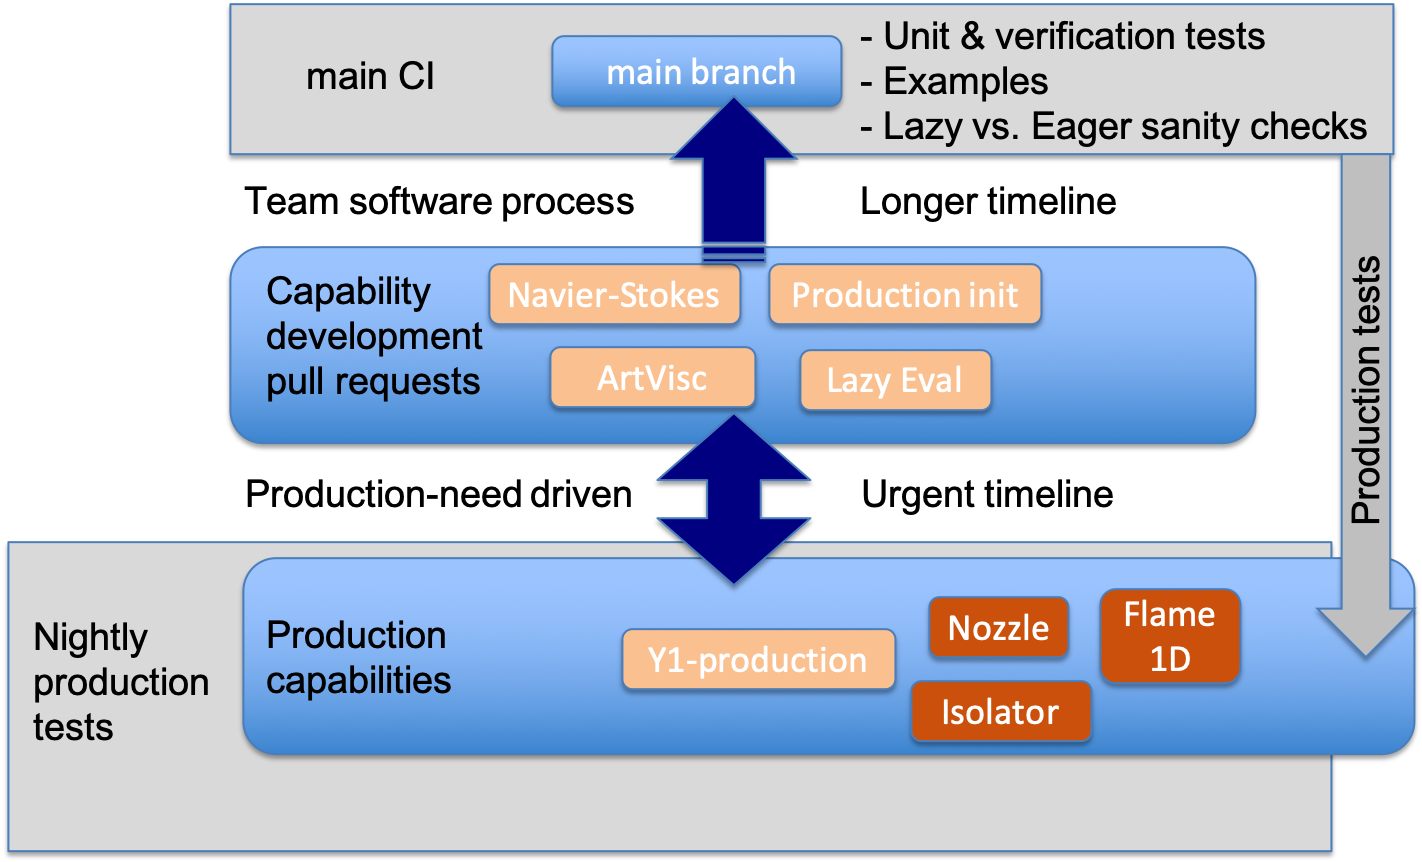 main CI
main branch
- Unit & verification tests
- Examples
- Lazy vs. Eager sanity checks
Team software process
Longer timeline
Capability
development
pull requests
Navier-Stokes
Production init
ArtVisc
Lazy Eval
Production tests
Production-need driven
Urgent timeline
Nightly
production
tests
Production
capabilities
Y1-production
Nozzle
Flame
1D
Isolator